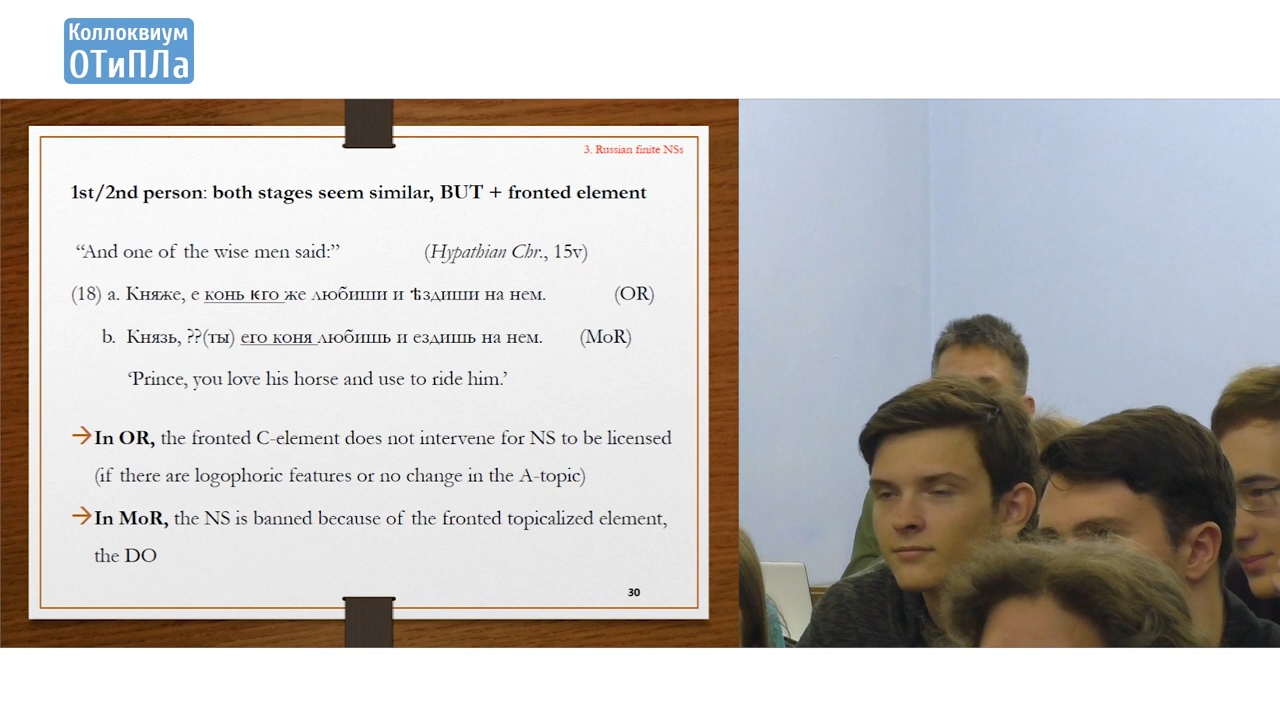 Коллоквиум
ОТиПЛа
3. Russian finite NSs
1st/2nd person: both stages seem similar, BUT + fronted element
“And one of the wise men said:” (Hypathian Chr., 15v)
(18) a. Княже, е конь ѥго же любиши и ѣздиши на нем. (OR)
b. Князь, ??(ты) его коня любишь и ездишь на нем. (MoR)
‘Prince, you love his horse and use to ride him.’
→In OR, the fronted C-element does not intervene for NS to be licensed
(if there are logophoric features or no change in the A-topic)
→In MoR, the NS is banned because of the fronted topicalized element,
the DO
30